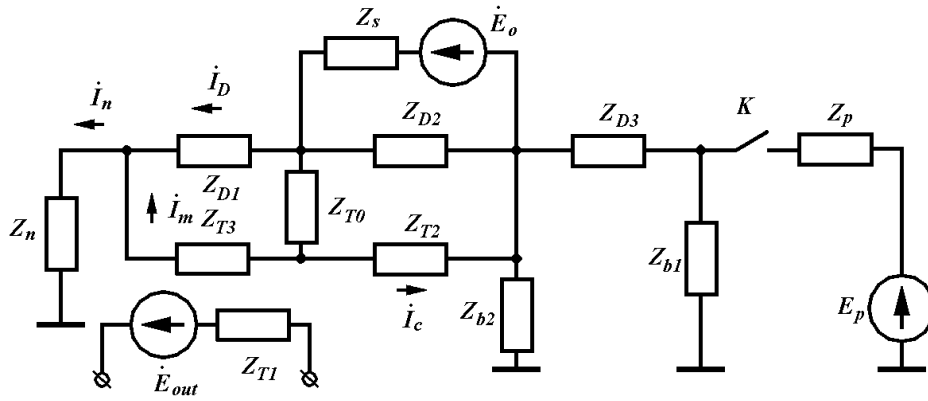 Z_s
Ė_o
İ_n
İ_D
Z_D2
Z_D3
K
Z_p
Z_D1
Z_n
İ_m
Z_T3
Z_T0
Z_T2
Z_b1
İ_c
Z_b2
E_p
Z_T1
Ė_out